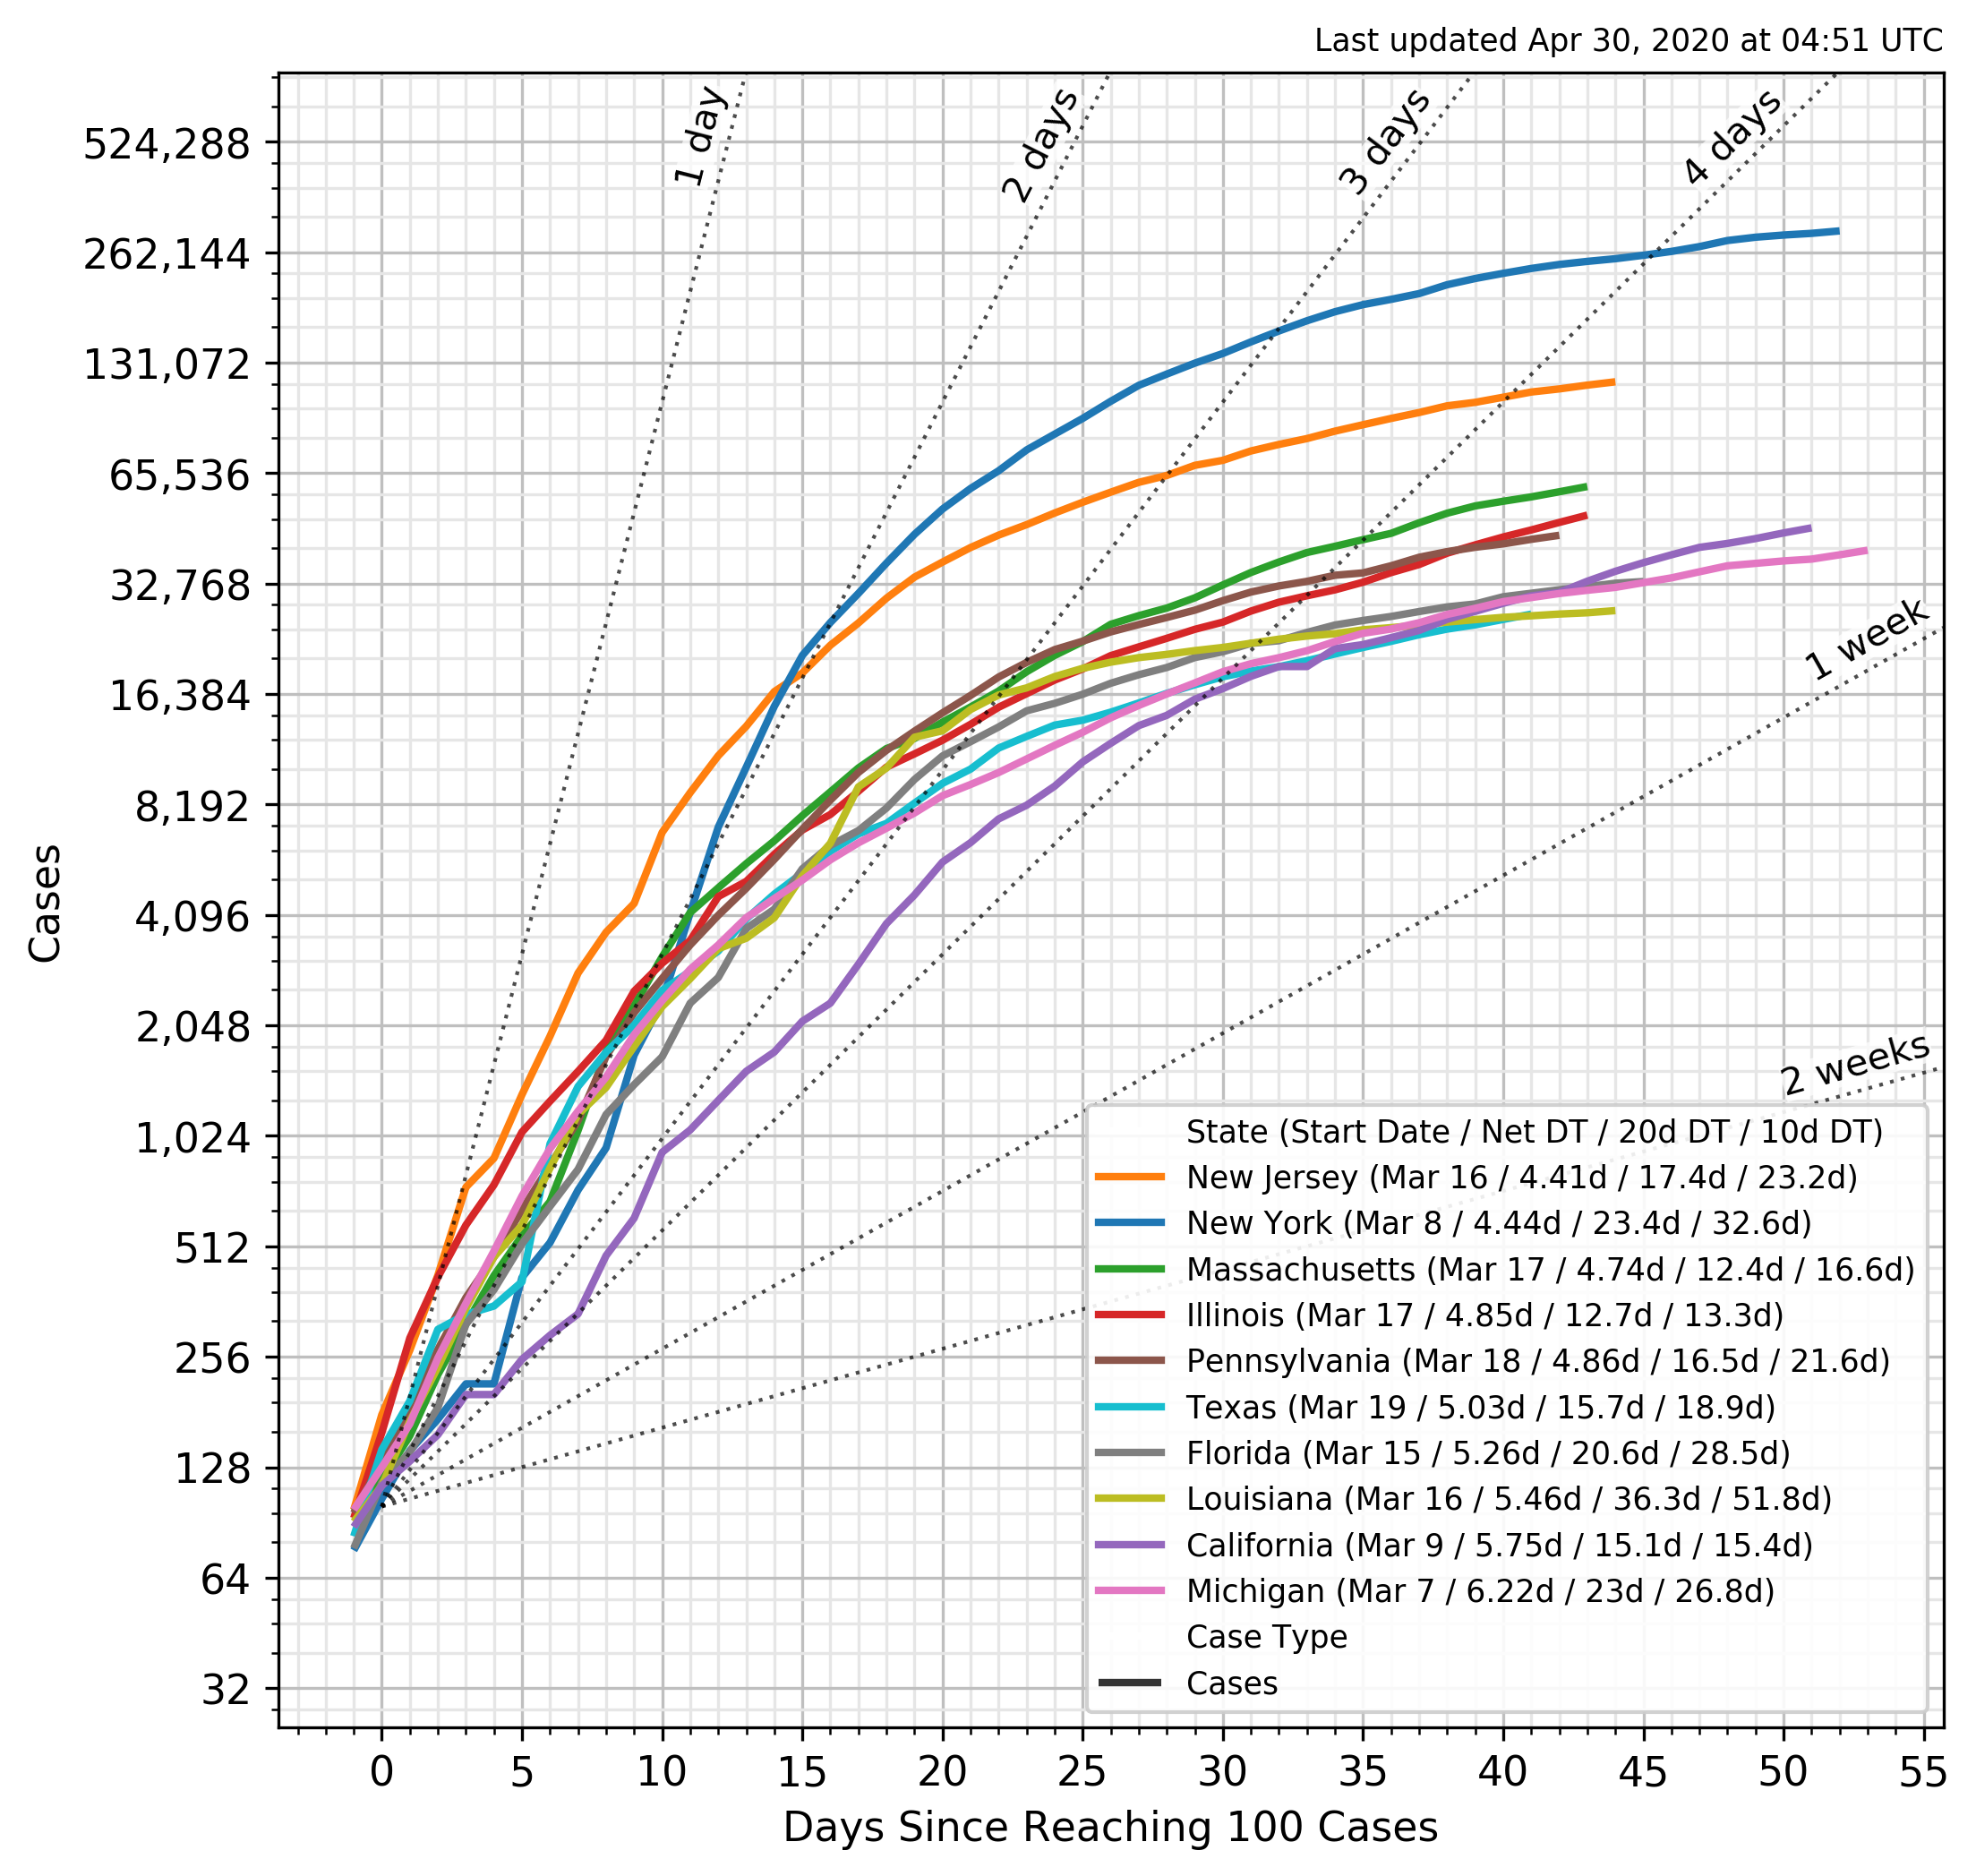 Last updated Apr 30, 2020 at 04:51 UTC
1 day
2 days
3 days
4 days
1 week
2 weeks
524,288
262,144
131,072
65,536
32,768
16,384
8,192
4,096
2,048
1,024
512
256
128
64
32
Cases
State (Start Date / Net DT / 20d DT / 10d DT)
New Jersey (Mar 16 / 4.41d / 17.4d / 23.2d)
New York (Mar 8 / 4.44d / 23.4d / 32.6d)
Massachusetts (Mar 17 / 4.74d / 12.4d / 16.6d)
Illinois (Mar 17 / 4.85d / 12.7d / 13.3d)
Pennsylvania (Mar 18 / 4.86d / 16.5d / 21.6d)
Texas (Mar 19 / 5.03d / 15.7d / 18.9d)
Florida (Mar 15 / 5.26d / 20.6d / 28.5d)
Louisiana (Mar 16 / 5.46d / 36.3d / 51.8d)
California (Mar 9 / 5.75d / 15.1d / 15.4d)
Michigan (Mar 7 / 6.22d / 23d / 26.8d)
Case Type
Cases
0 5 10 15 20 25 30 35 40 45 50 55
Days Since Reaching 100 Cases